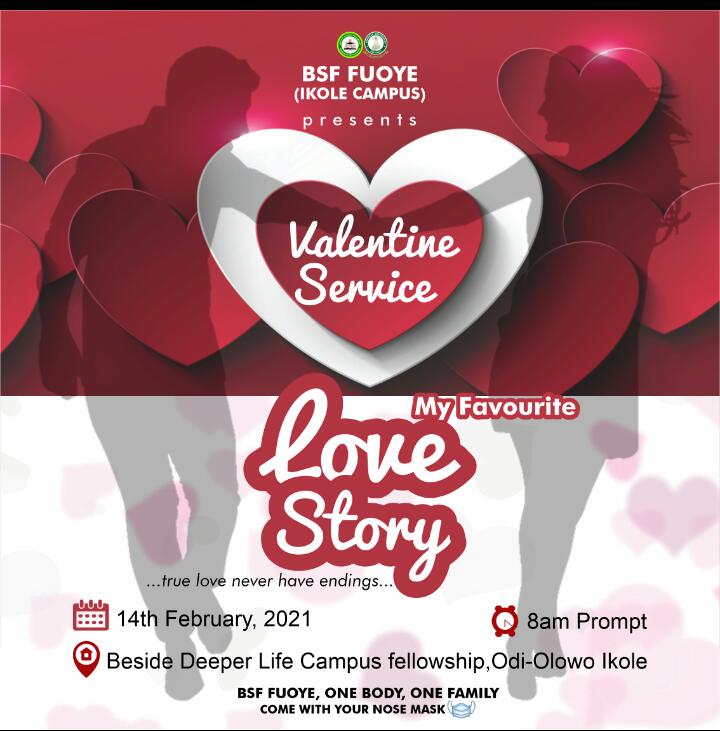 BSF FUOYE
(IKOLE CAMPUS)
presents
Valentine
Service
My Favourite
Love
Story
...true love never have endings...
14th February, 2021
8am Prompt
Beside Deeper Life Campus fellowship,Odi-Olowo Ikole
BSF FUOYE, ONE BODY, ONE FAMILY
COME WITH YOUR NOSE MASK